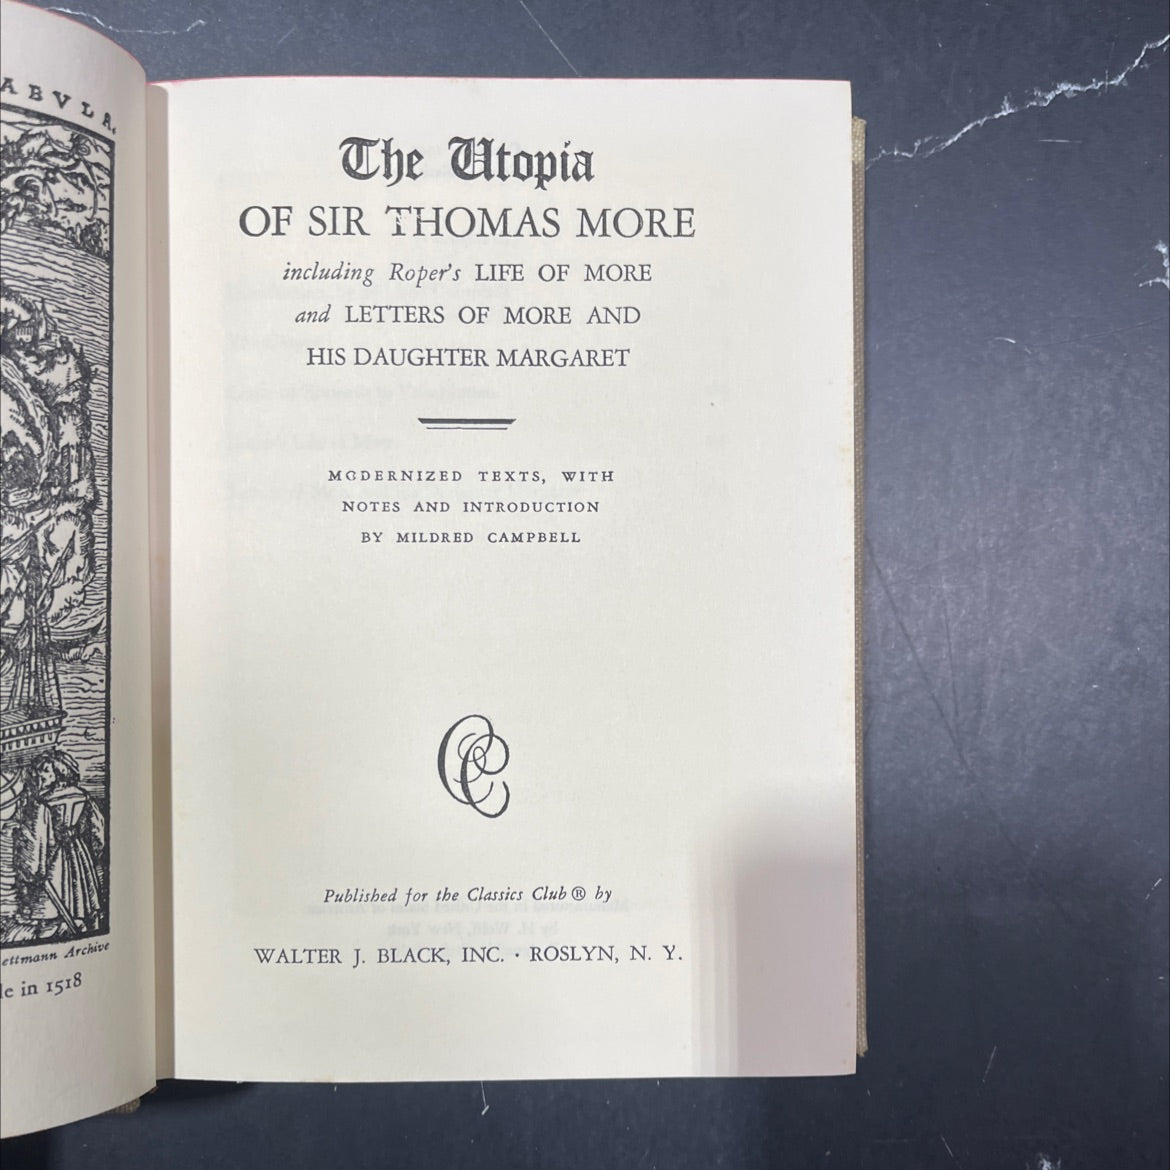 ABVLA.
ettmann Archive
le in 1518
The Utopia
OF SIR THOMAS MORE
including Roper's LIFE OF MORE
and LETTERS OF MORE AND
HIS DAUGHTER MARGARET
MODERNIZED TEXTS, WITH
NOTES AND INTRODUCTION
BY MILDRED CAMPBELL
CC
Published for the Classics Club ® by
WALTER J. BLACK, INC. · ROSLYN, N. Y.